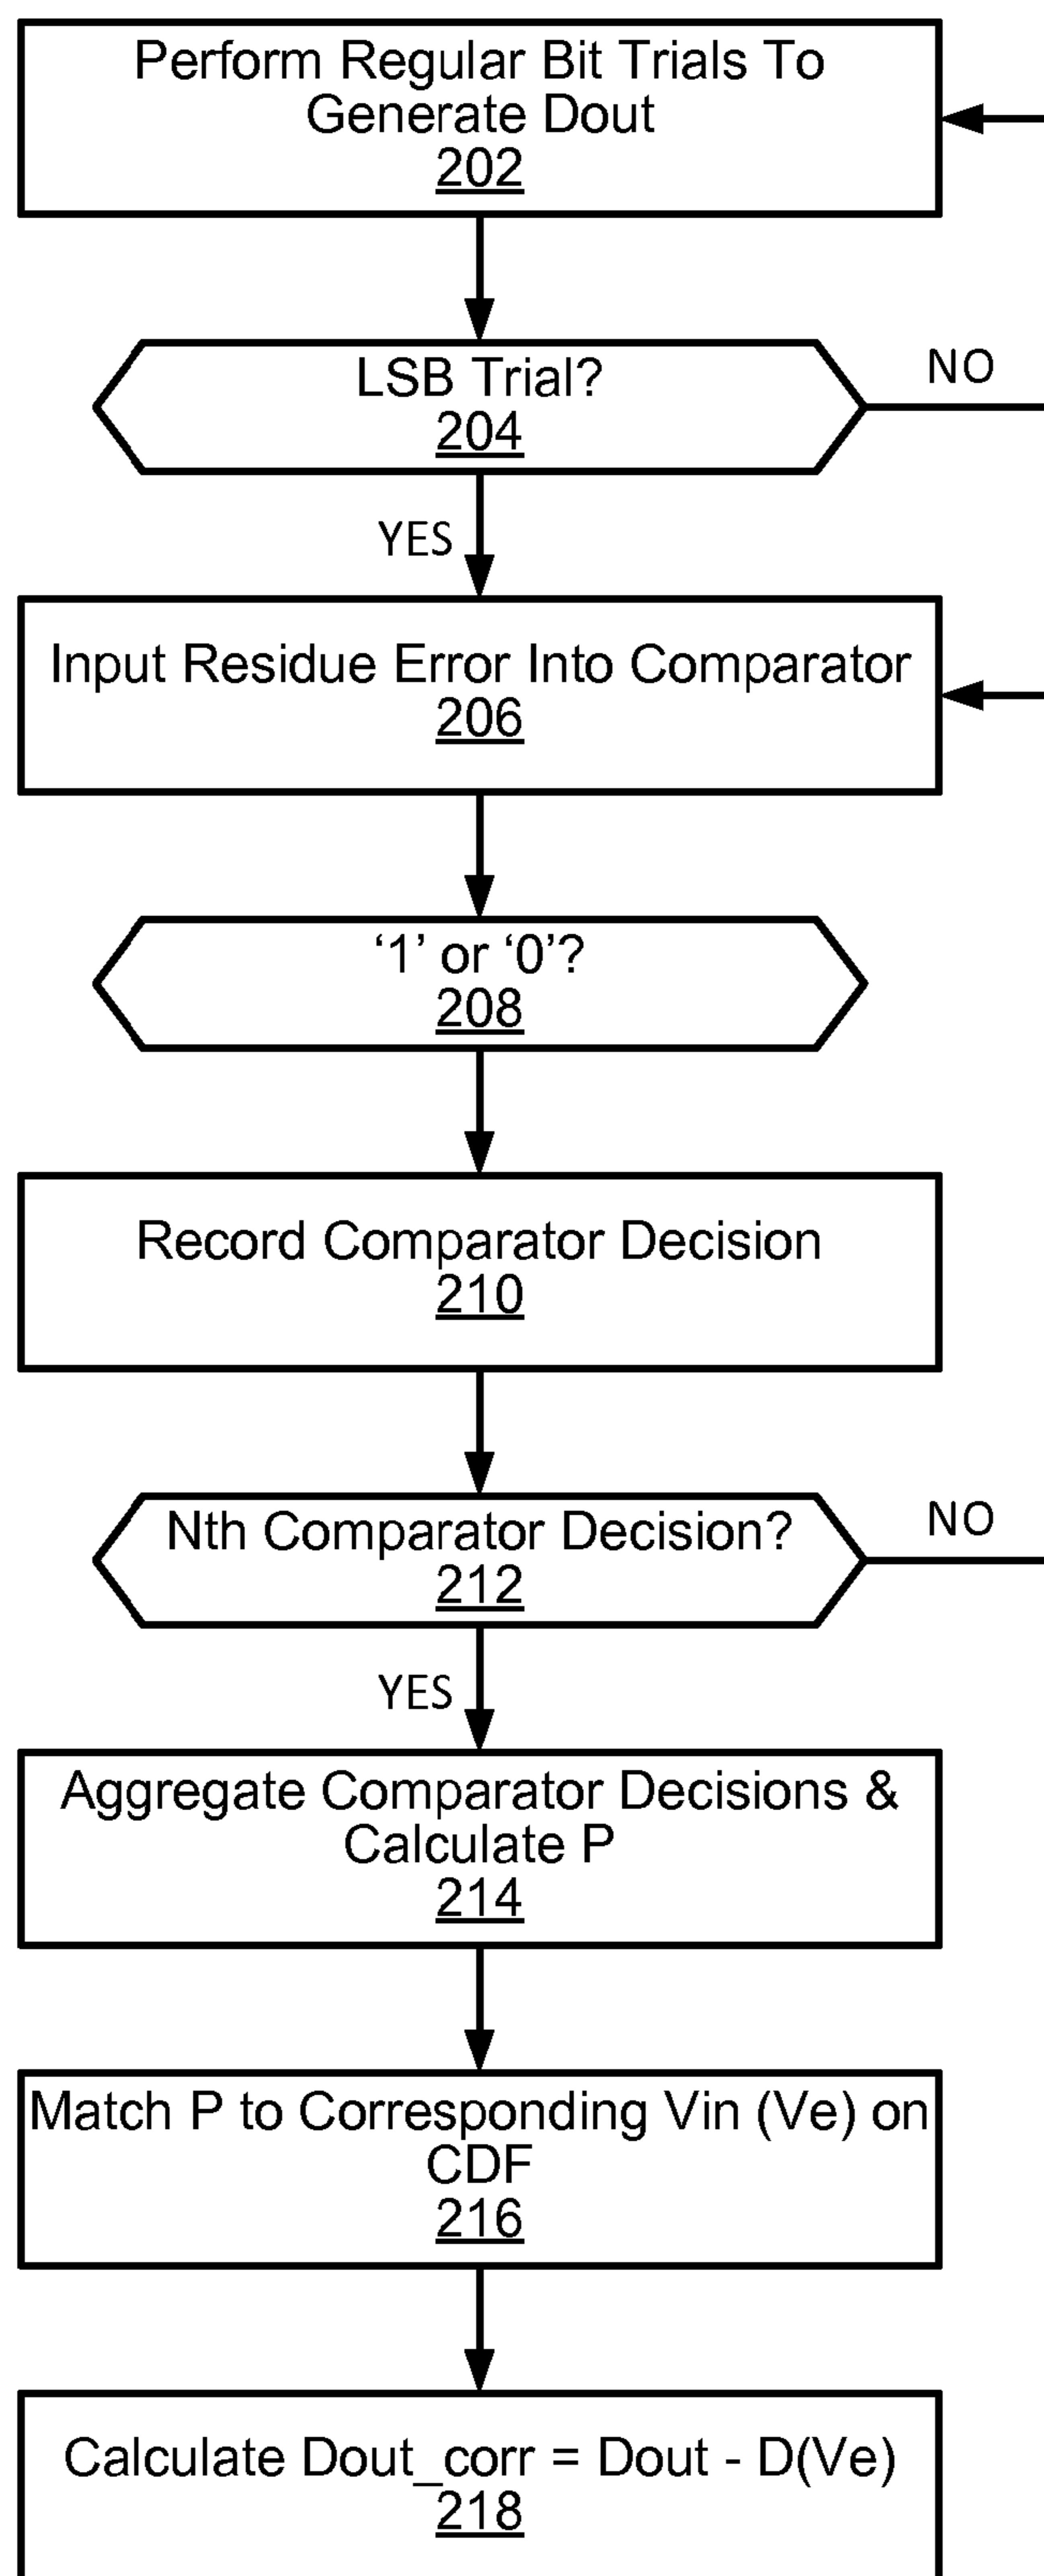 Perform Regular Bit Trials To
Generate Dout
202
LSB Trial?
204
NO
YES
Input Residue Error Into Comparator
206
‘1’ or ‘0’?
208
Record Comparator Decision
210
Nth Comparator Decision?
212
NO
YES
Aggregate Comparator Decisions &
Calculate P
214
Match P to Corresponding Vin (Ve) on
CDF
216
Calculate Dout_corr = Dout - D(Ve)
218